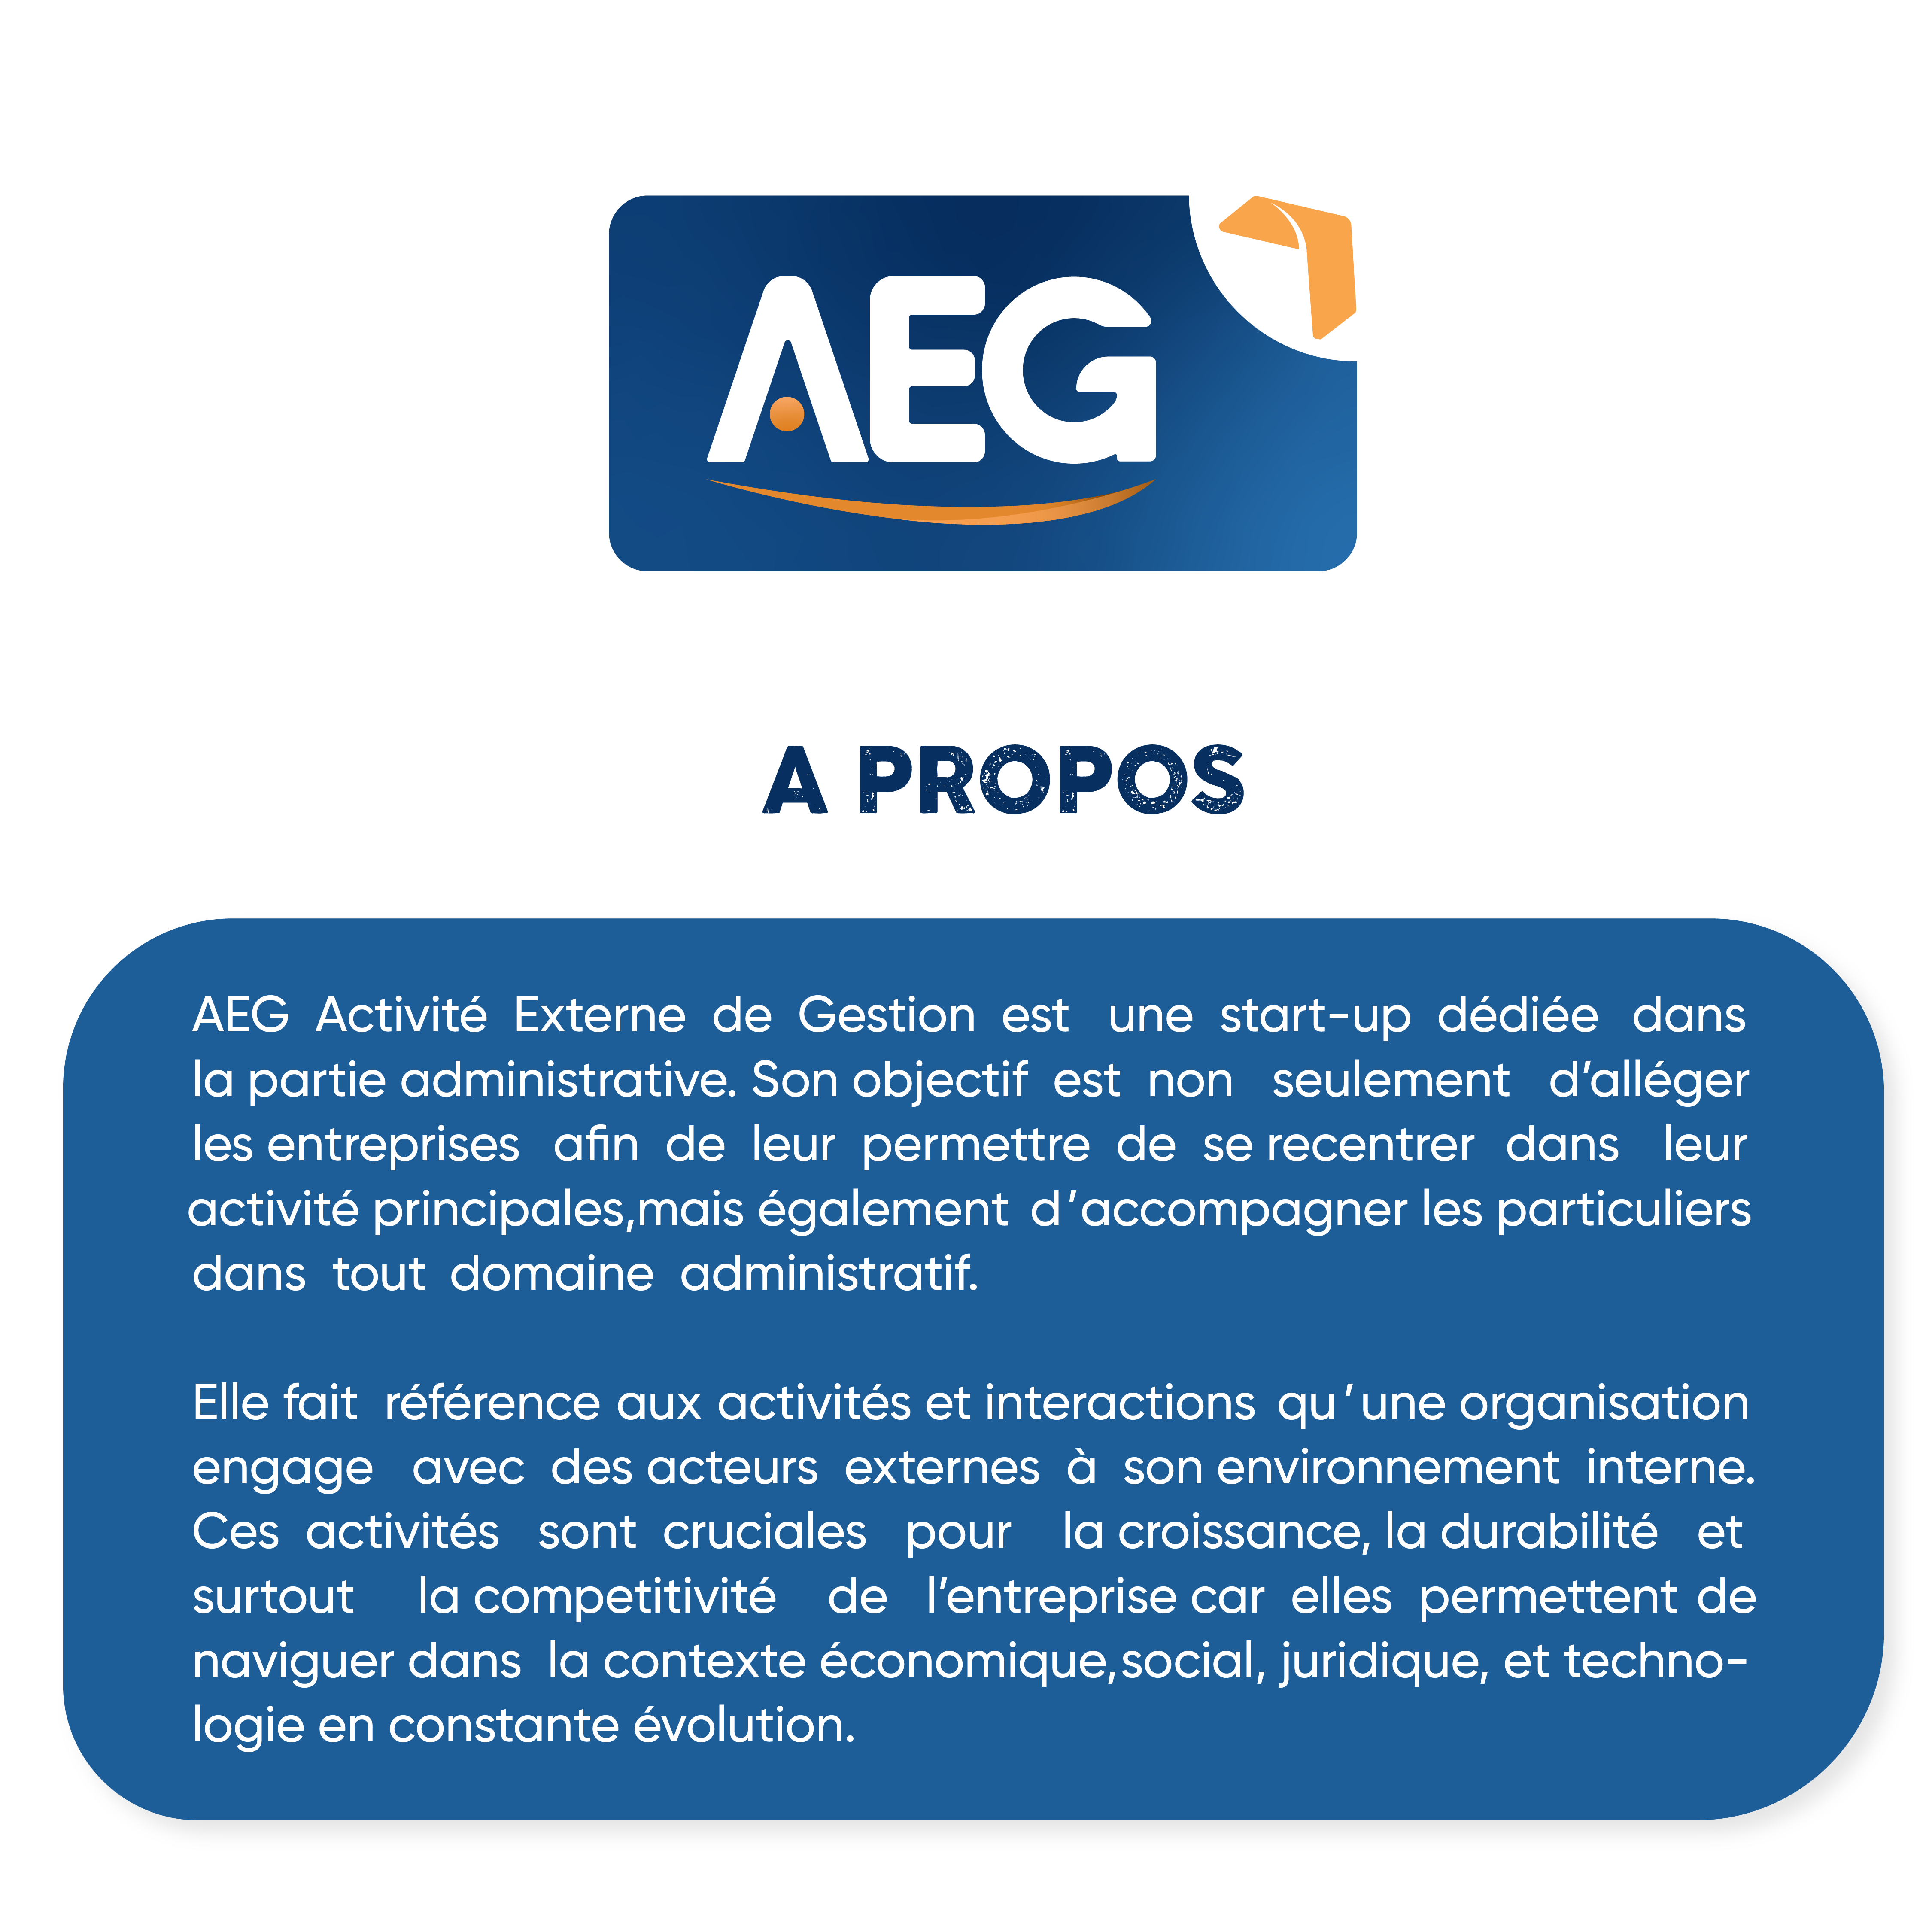 AEG
A PROPOS
AEG Activité Externe de Gestion est une start-up dédiée dans
la partie administrative. Son objectif est non seulement d’alléger
les entreprises afin de leur permettre de se recentrer dans leur
activité principales,mais également d’accompagner les particuliers
dans tout domaine administratif.
Elle fait référence aux activités et interactions qu’une organisation
engage avec des acteurs externes à son environnement interne.
Ces activités sont cruciales pour la croissance, la durabilité et
surtout la competitivité de l’entreprise car elles permettent de
naviguer dans la contexte économique,social, juridique, et techno-
logie en constante évolution.